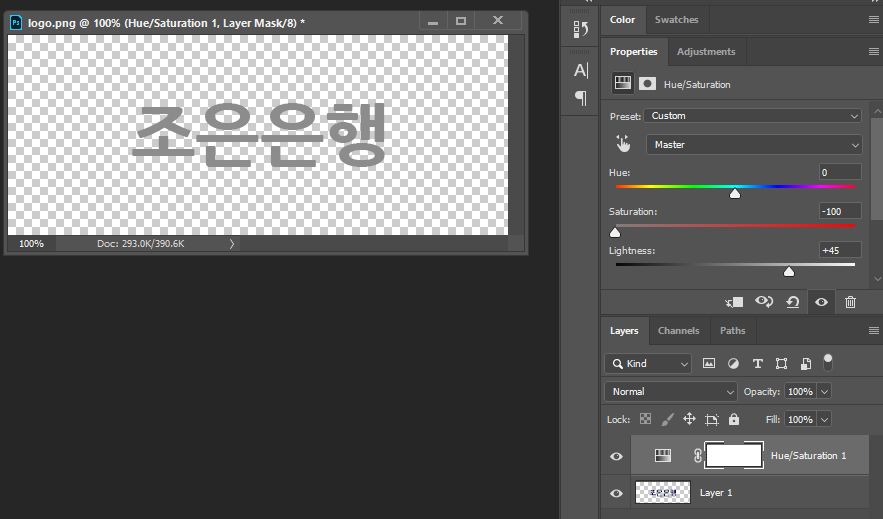 logo.png @ 100% (Hue/Saturation 1, Layer Mask/8) *
조은은행
100%
Doc: 293.0K/390.6K
Color
Swatches
Properties
Adjustments
Hue/Saturation
Preset: Custom
Master
Hue: 0
Saturation: -100
Lightness: +45
Layers
Channels
Paths
Kind
Normal
Opacity: 100%
Lock:
Fill: 100%
Hue/Saturation 1
조은은행
Layer 1